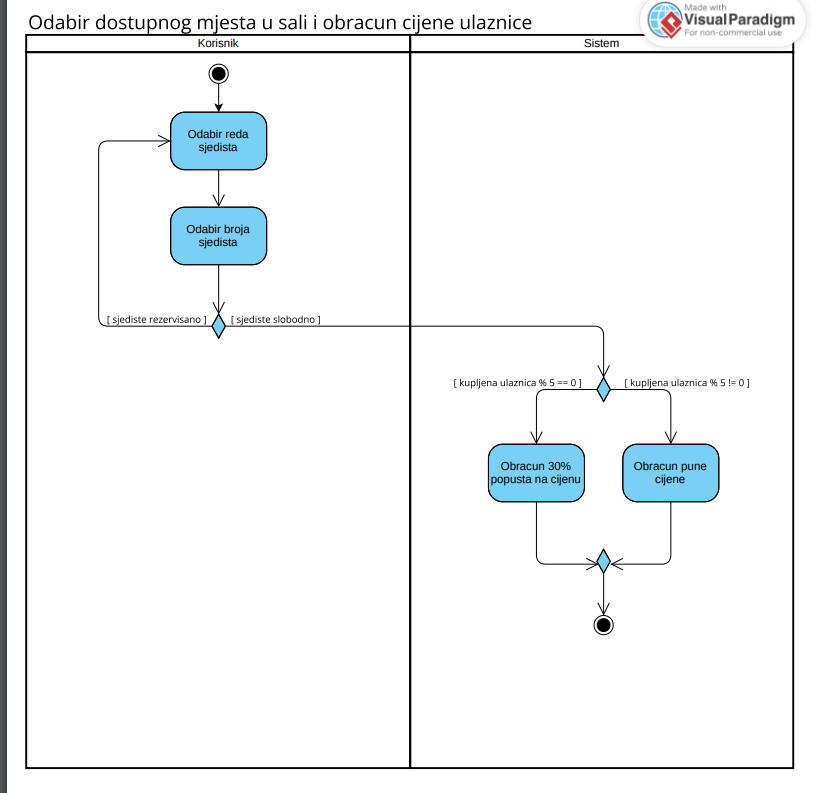 Odabir dostupnog mjesta u sali i obracun cijene ulaznice
Made with
VisualParadigm
For non-commercial use
Korisnik
Sistem
Odabir reda
sjedista
Odabir broja
sjedista
[ sjediste rezervisano ]
[ sjediste slobodno ]
[ kupljena ulaznica % 5 == 0 ]
[ kupljena ulaznica % 5 != 0 ]
Obracun 30%
popusta na cijenu
Obracun pune
cijene